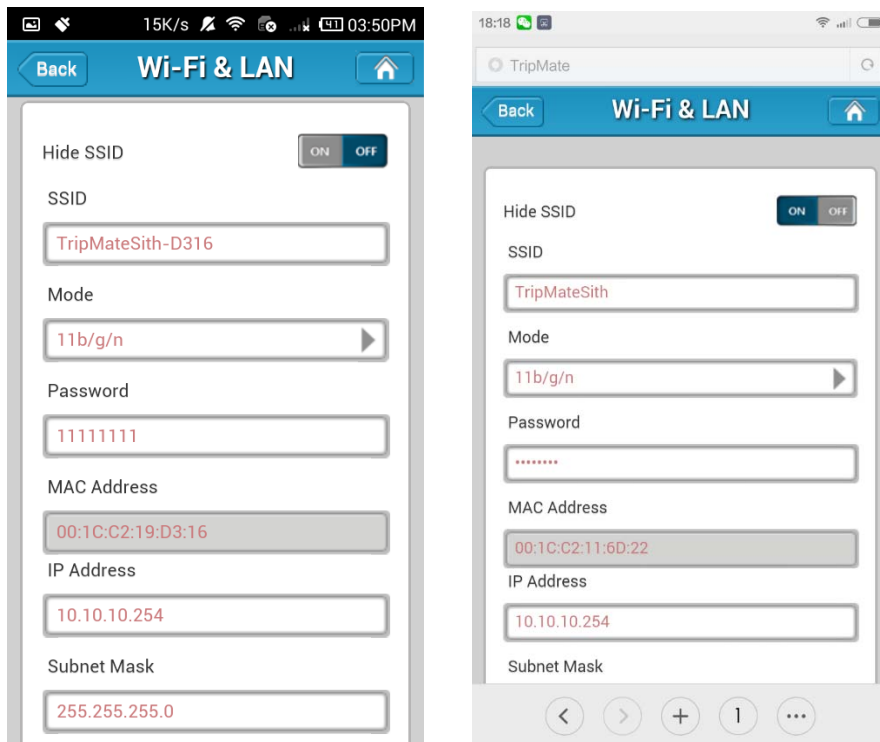 15K/s 41 03:50PM
Back Wi-Fi & LAN
Hide SSID ON OFF
SSID
TripMateSith-D316
Mode
11b/g/n
Password
11111111
MAC Address
00:1C:C2:19:D3:16
IP Address
10.10.10.254
Subnet Mask
255.255.255.0
18:18
TripMate
Back Wi-Fi & LAN
Hide SSID ON OFF
SSID
TripMateSith
Mode
11b/g/n
Password
••••••••
MAC Address
00:1C:C2:11:6D:22
IP Address
10.10.10.254
Subnet Mask
1